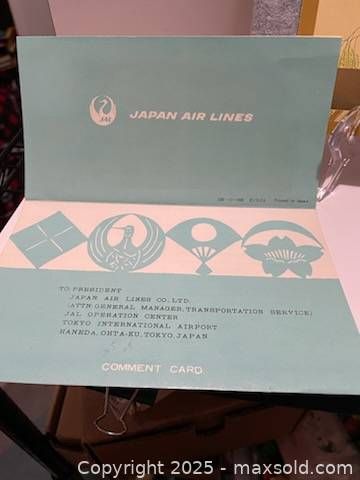 JAL
JAPAN AIR LINES
Printed in Japan
TO: PRESIDENT
JAPAN AIR LINES CO., LTD.
(ATTN: GENERAL MANAGER, TRANSPORTATION SERVICE)
JAL OPERATION CENTER
TOKYO INTERNATIONAL AIRPORT
HANEDA, OHTA-KU, TOKYO, JAPAN
COMMENT CARD
Copyright © 2025 - maxsold.com